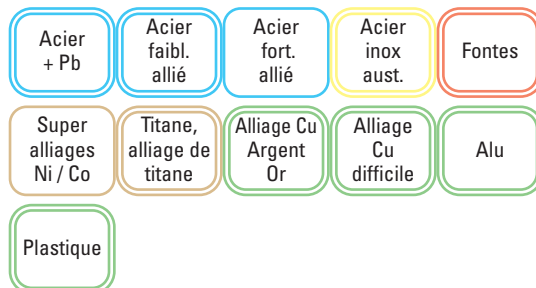 Acier
+ Pb
Acier
faibl.
allié
Acier
fort.
allié
Acier
inox
aust.
Fontes
Super
alliages
Ni / Co
Titane,
alliage de
titane
Alliage Cu
Argent
Or
Alliage
Cu
difficile
Alu
Plastique